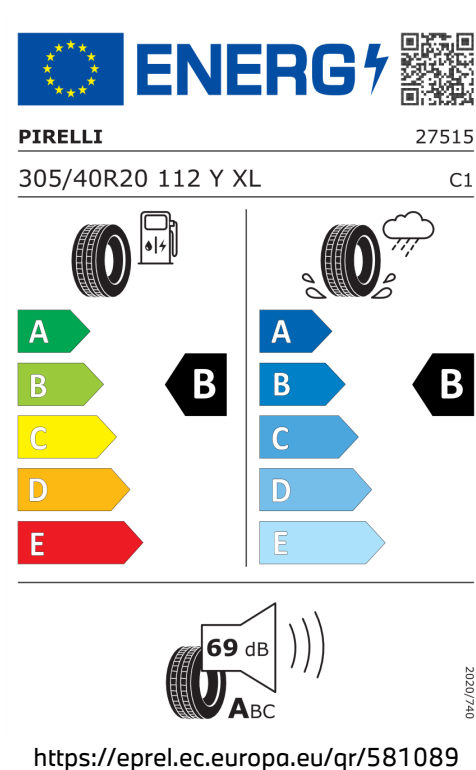 ENERG
PIRELLI 27515
305/40R20 112 Y XL C1
A
B
C
D
E
B
A
B
C
D
E
B
69 dB
ABC
2020/740
https://eprel.ec.europa.eu/qr/581089